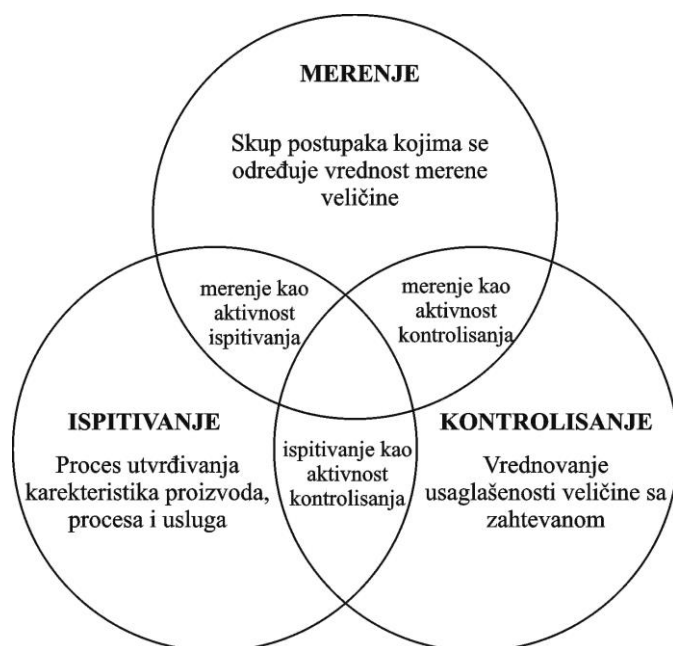 MERENJE
Skup postupaka kojima se
određuje vrednost merene
veličine
merenje kao
aktivnost
ispitivanja
merenje kao
aktivnost
kontrolisanja
ISPITIVANJE
Proces utvrđivanja
karekteristika proizvoda,
procesa i usluga
ispitivanje kao
aktivnost
kontrolisanja
KONTROLISANJE
Vrednovanje
usaglašenosti veličine sa
zahtevanom